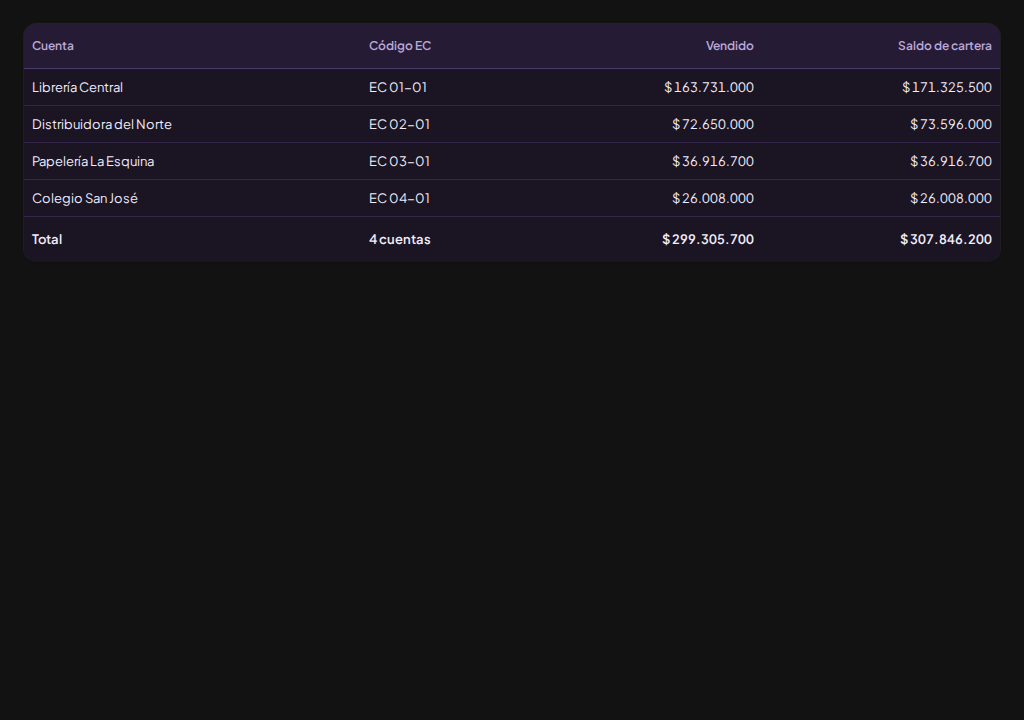 Cuenta Código EC Vendido Saldo de cartera
Librería Central EC 01-01 $ 163.731.000 $ 171.325.500
Distribuidora del Norte EC 02-01 $ 72.650.000 $ 73.596.000
Papelería La Esquina EC 03-01 $ 36.916.700 $ 36.916.700
Colegio San José EC 04-01 $ 26.008.000 $ 26.008.000
Total 4 cuentas $ 299.305.700 $ 307.846.200